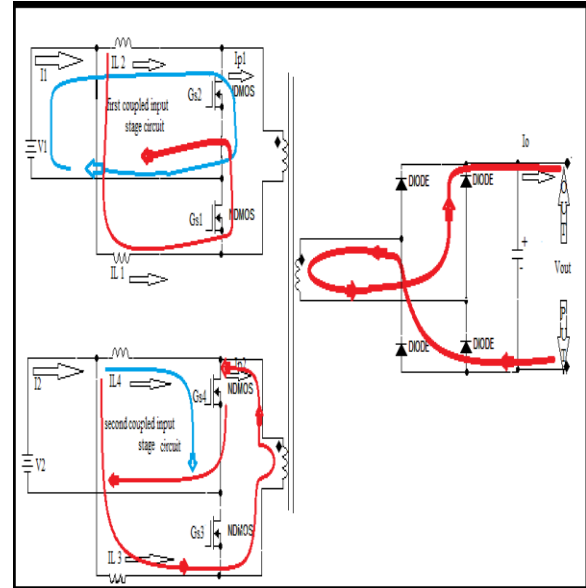 I1
IL 2
Ip1
NDMOS
Gs2
first coupled input
stage circuit
V1
Gs1
NDMOS
IL 1
Io
DIODE
DIODE
+
-
Vout
DIODE
DIODE
I2
IL4
NDMOS
Gs4
second coupled input
stage circuit
V2
Gs3
NDMOS
IL 3